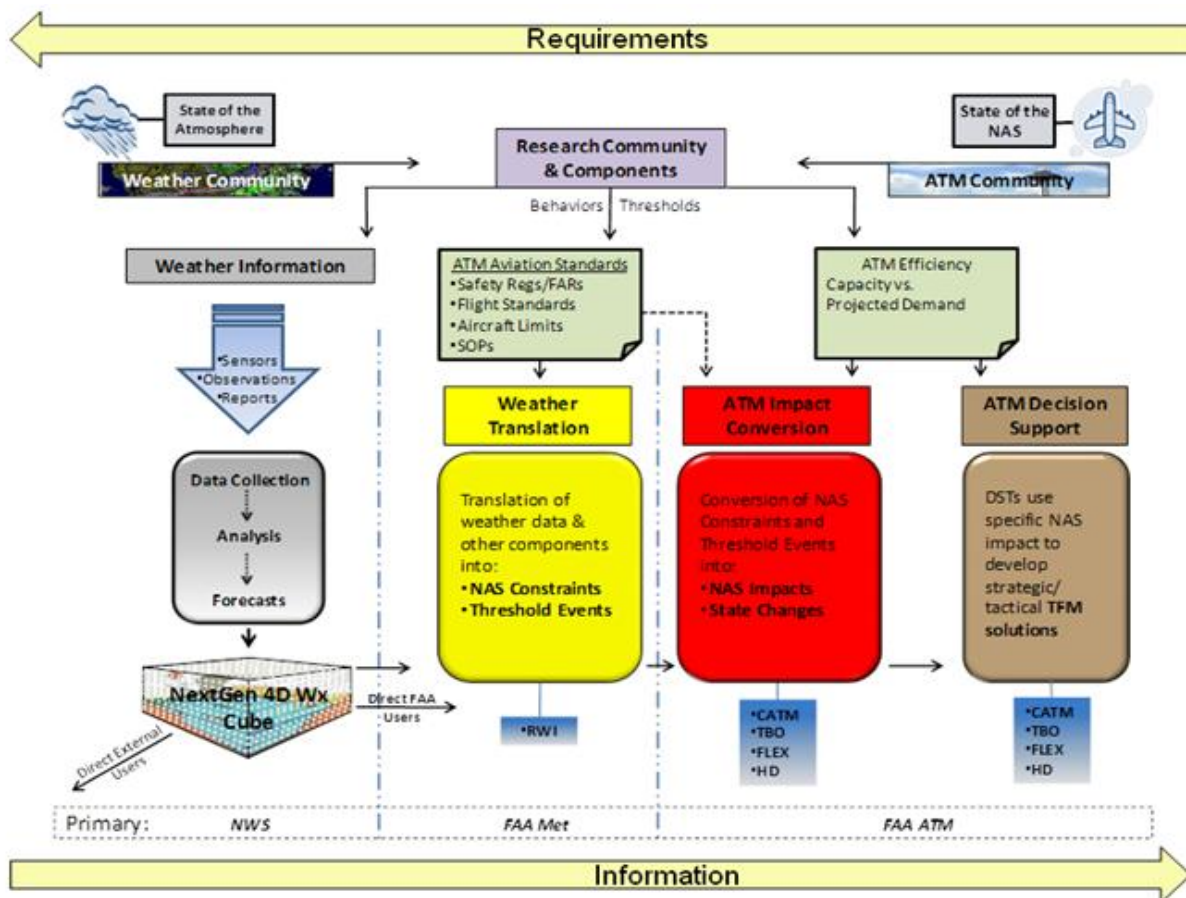 Requirements
State of the
Atmosphere
State of the
NAS
Research Community
& Components
Weather Community
ATM Community
Behaviors
Thresholds
Weather Information
ATM Aviation Standards
•Safety Regs/FARs
•Flight Standards
•Aircraft Limits
•SOPs
ATM Efficiency
Capacity vs.
Projected Demand
•Sensors
•Observations
•Reports
Weather
Translation
ATM Impact
Conversion
ATM Decision
Support
Data Collection
Analysis
Forecasts
Translation of
weather data &
other components
into:
•NAS Constraints
•Threshold Events
Conversion of NAS
Constraints and
Threshold Events
into:
•NAS Impacts
•State Changes
DSTs use
specific NAS
impact to
develop
strategic/
tactical TFM
solutions
NextGen 4D Wx
Cube
Direct FAA
Users
Direct External
Users
•RWI
•CATM
•TBO
•FLEX
•HD
•CATM
•TBO
•FLEX
•HD
Primary:
NWS
FAA Met
FAA ATM
Information